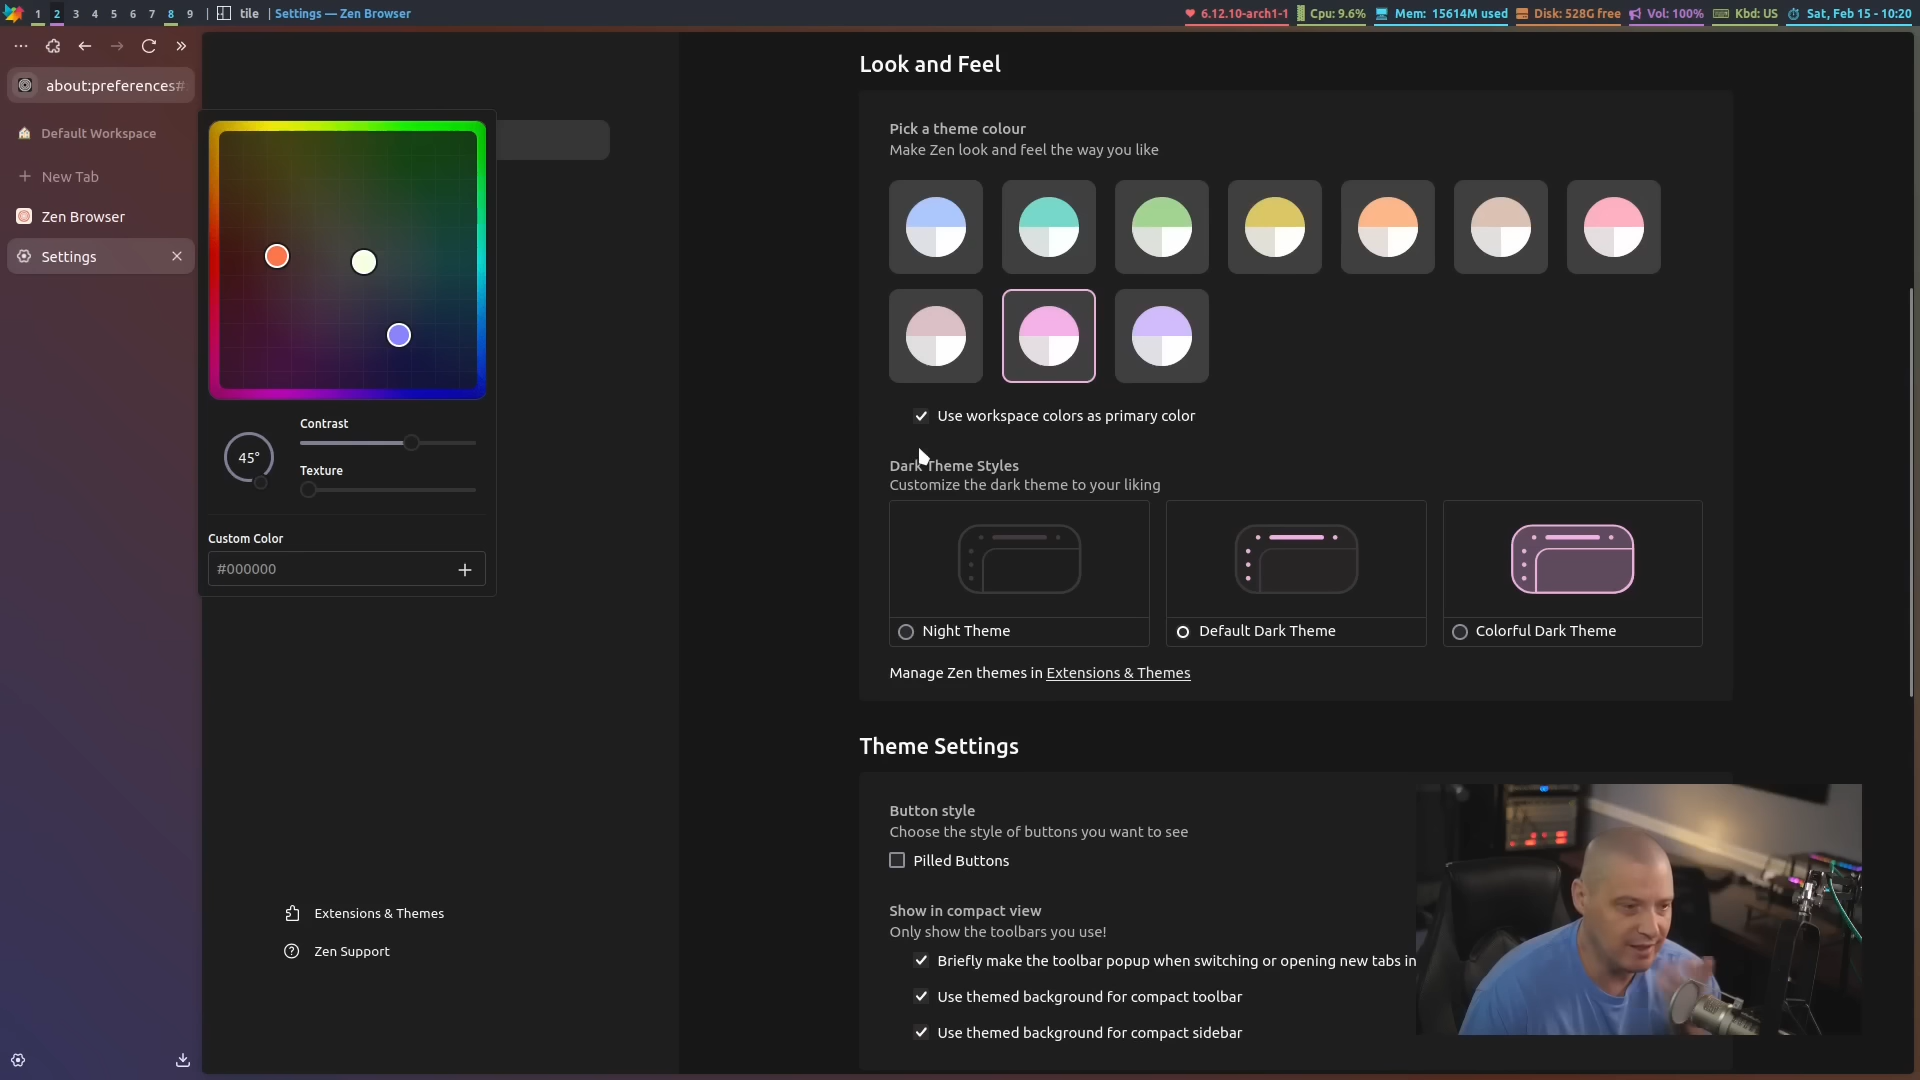 1 2 3 4 5 6 7 8 9 | tile | Settings — Zen Browser
6.12.10-arch1-1 Cpu: 9.6% Mem: 15614M used Disk: 528G free Vol: 100% Kbd: US Sat, Feb 15 - 10:20
about:preferences#
Default Workspace
New Tab
Zen Browser
Settings
45°
Contrast
Texture
Custom Color
#000000
Extensions & Themes
Zen Support
Look and Feel
Pick a theme colour
Make Zen look and feel the way you like
Use workspace colors as primary color
Dark Theme Styles
Customize the dark theme to your liking
Night Theme
Default Dark Theme
Colorful Dark Theme
Manage Zen themes in Extensions & Themes
Theme Settings
Button style
Choose the style of buttons you want to see
Pilled Buttons
Show in compact view
Only show the toolbars you use!
Briefly make the toolbar popup when switching or opening new tabs in
Use themed background for compact toolbar
Use themed background for compact sidebar